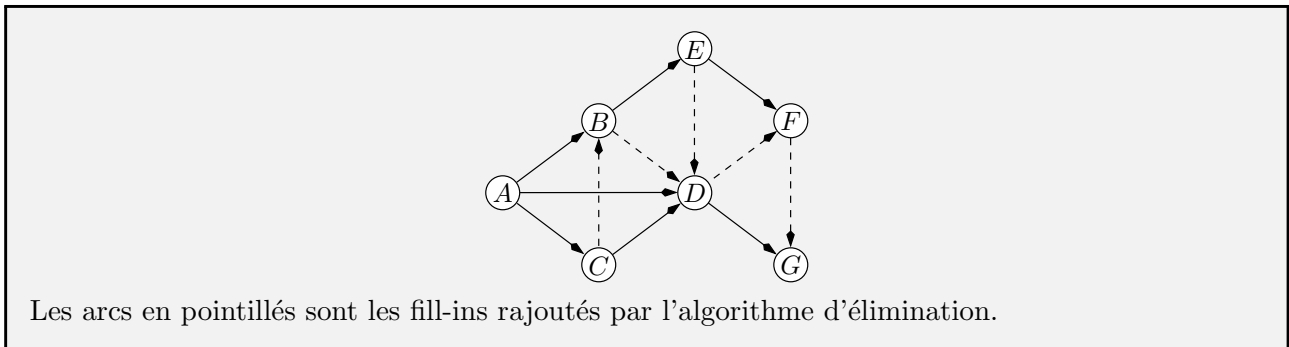 E
B
F
A
D
C
G
Les arcs en pointillés sont les fill-ins rajoutés par l'algorithme d'élimination.